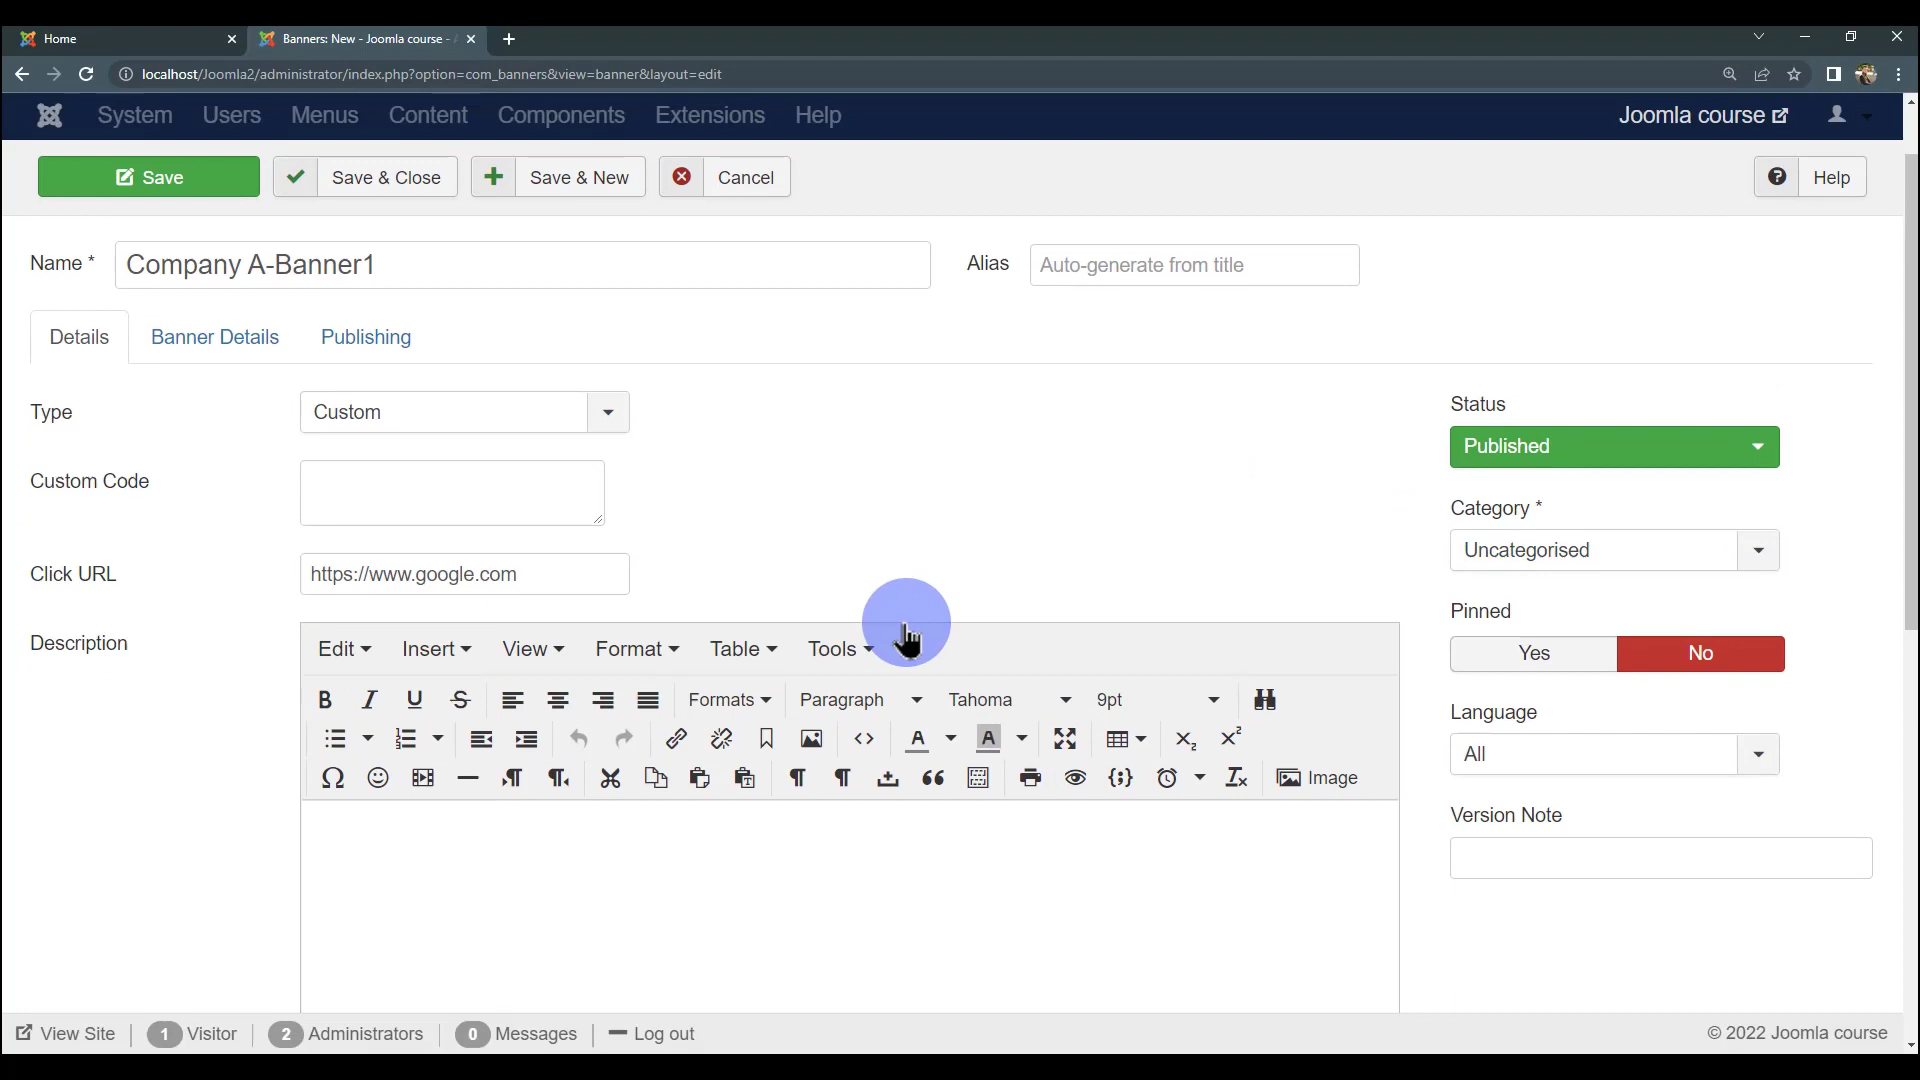 Home
Banners: New - Joomla course -
localhost/Joomla2/administrator/index.php?option=com_banners&view=banner&layout=edit
System Users Menus Content Components Extensions Help Joomla course
Save Save & Close Save & New Cancel Help
Name * Company A-Banner1 Alias Auto-generate from title
Details Banner Details Publishing
Type Custom
Status
Published
Custom Code
Category *
Uncategorised
Click URL https://www.google.com
Pinned
Yes No
Description
Edit Insert View Format Table Tools
Formats Paragraph Tahoma 9pt
Language
All
Image
Version Note
View Site 1 Visitor 2 Administrators 0 Messages Log out © 2022 Joomla course